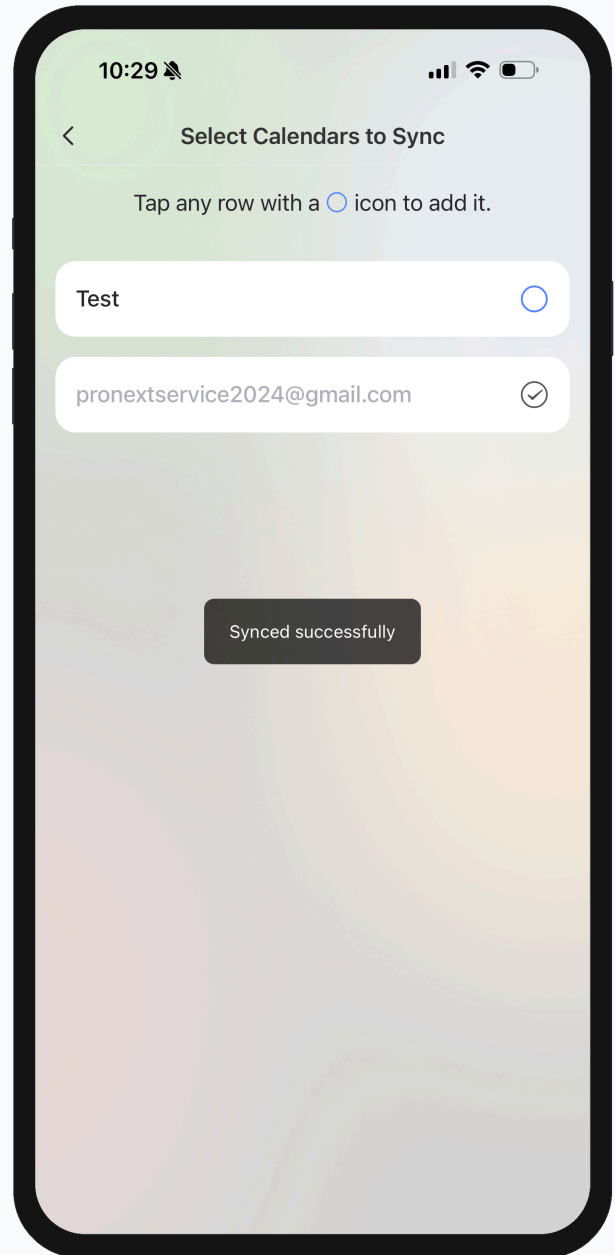 10:29
Select Calendars to Sync
Tap any row with a icon to add it.
Test
pronextservice2024@gmail.com
Synced successfully